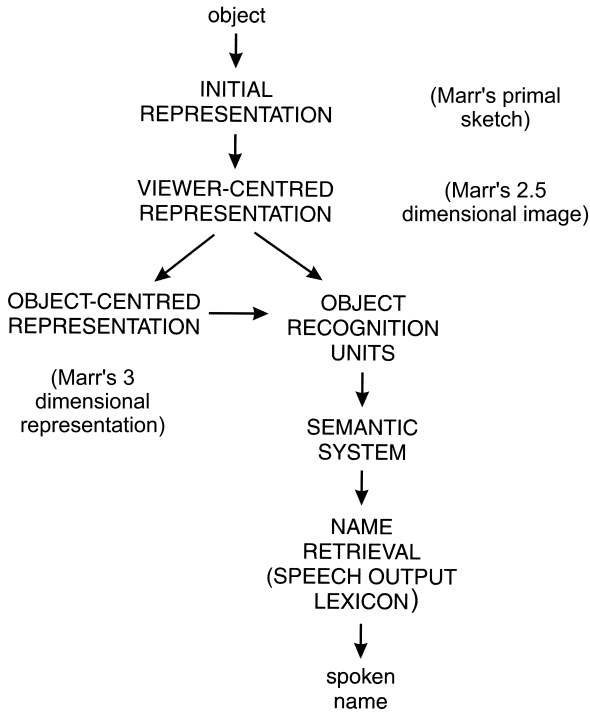 object
INITIAL
REPRESENTATION
(Marr's primal
sketch)
VIEWER-CENTRED
REPRESENTATION
(Marr's 2.5
dimensional image)
OBJECT-CENTRED
REPRESENTATION
(Marr's 3
dimensional
representation)
OBJECT
RECOGNITION
UNITS
SEMANTIC
SYSTEM
NAME
RETRIEVAL
(SPEECH OUTPUT
LEXICON)
spoken
name